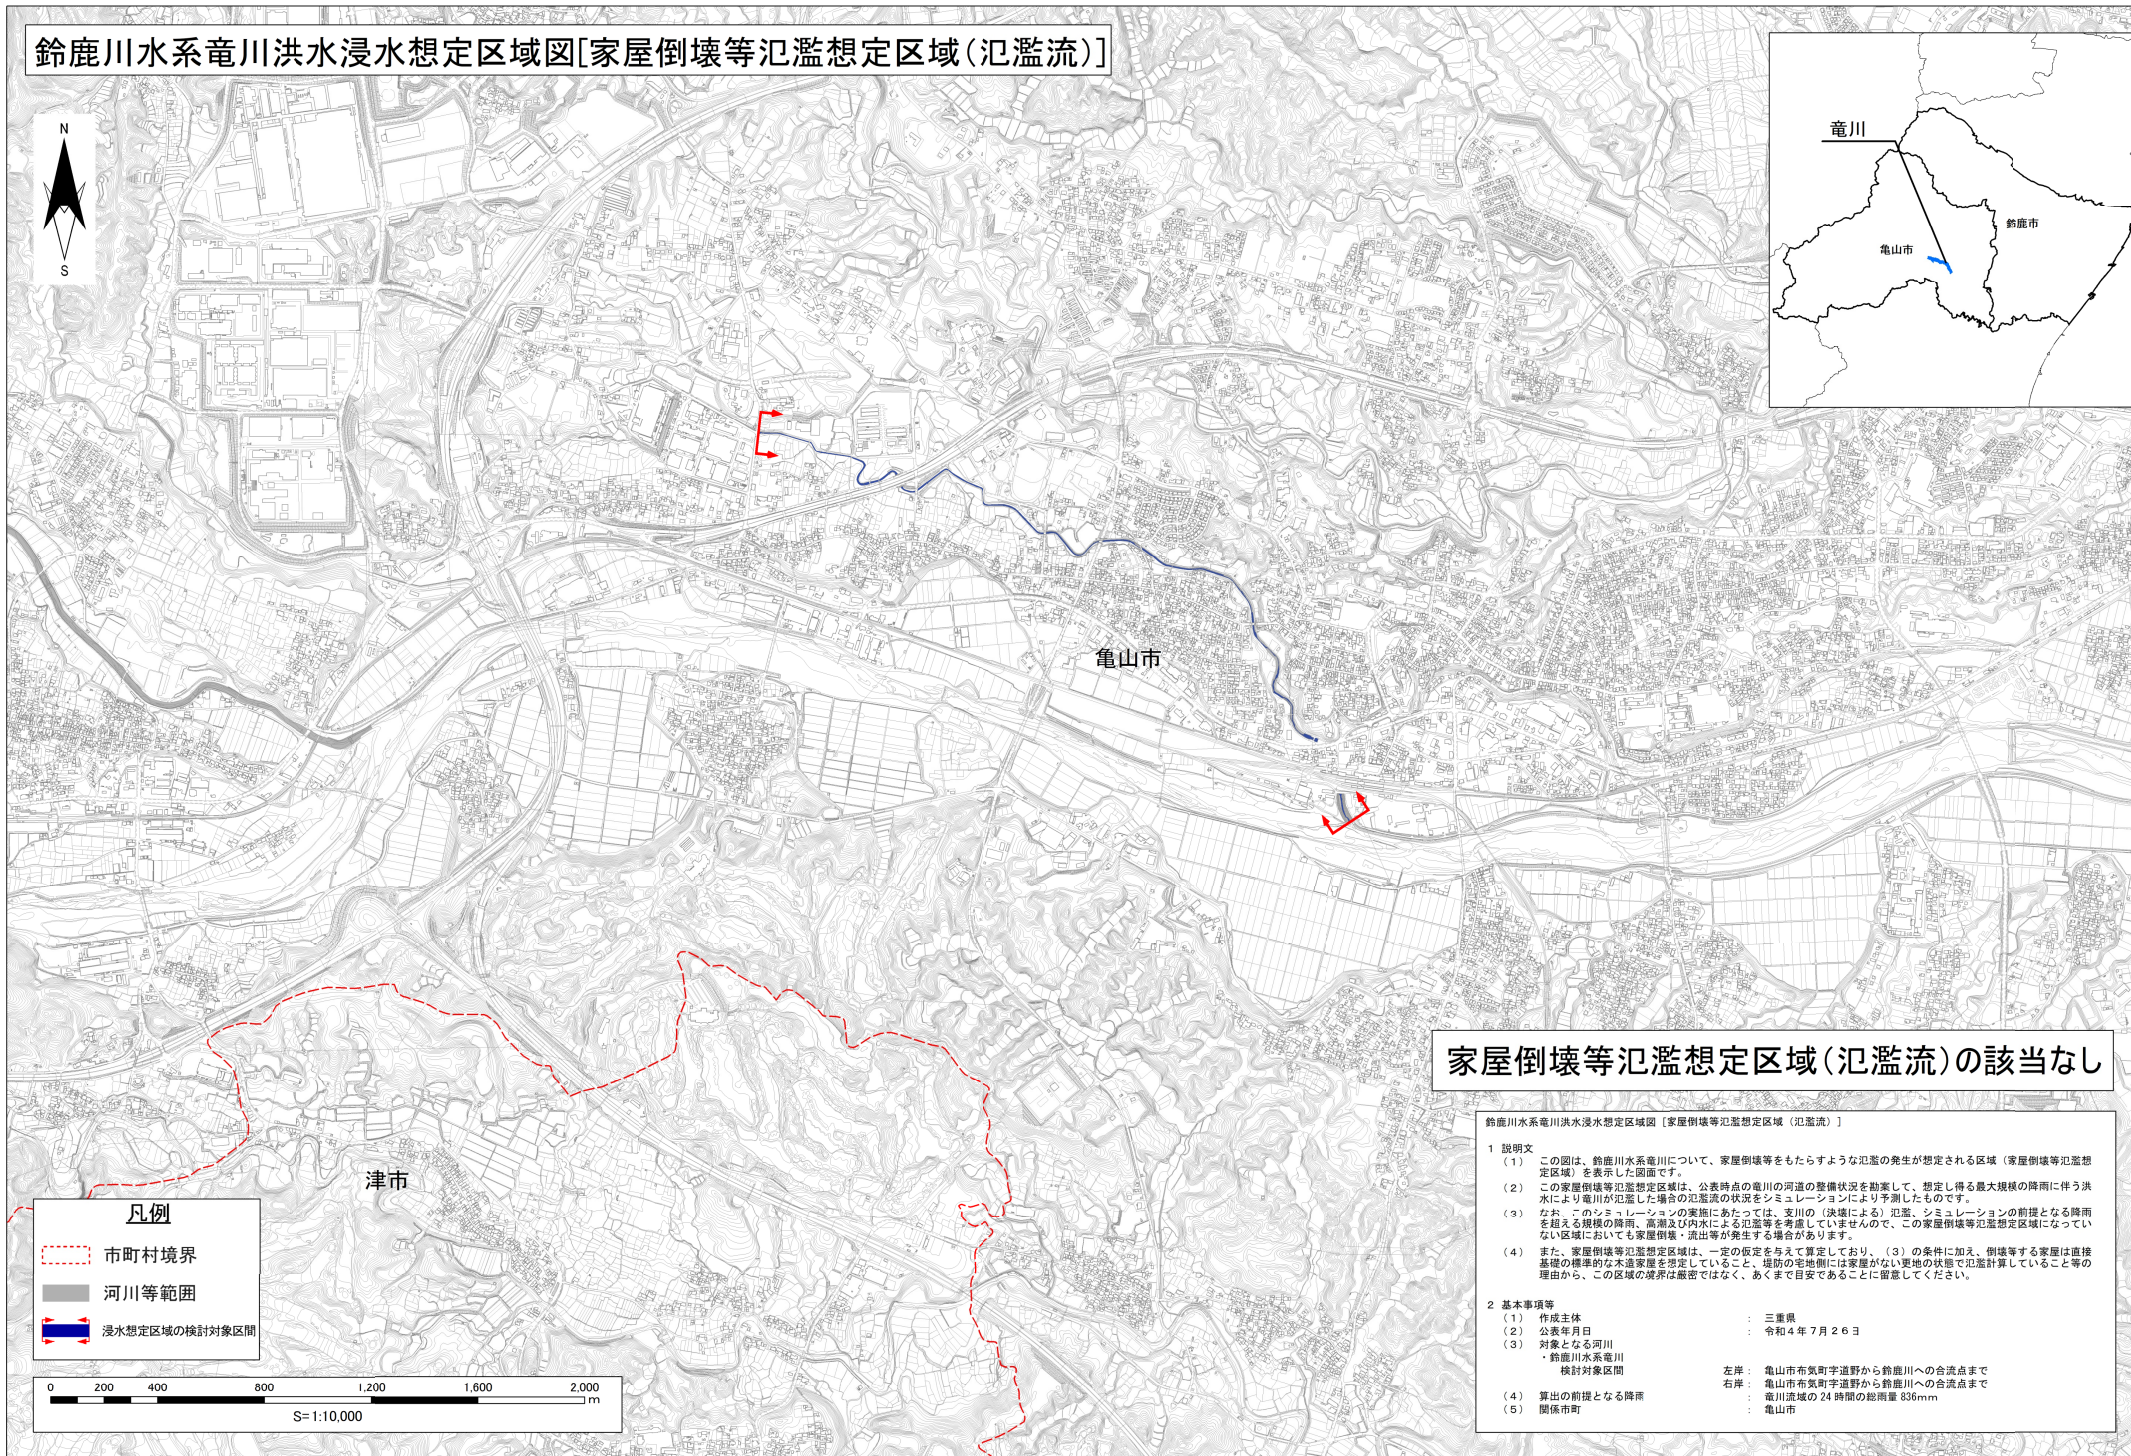 鈴鹿川水系竜川洪水浸水想定区域図[家屋倒壊等氾濫想定区域(氾濫流)]
N
S
竜川
鈴鹿市
亀山市
亀山市
津市
家屋倒壊等氾濫想定区域(氾濫流)の該当なし
鈴鹿川水系竜川洪水浸水想定区域図［家屋倒壊等氾濫想定区域（氾濫流）］
1 説明文
（１） この図は、鈴鹿川水系竜川について、家屋倒壊等をもたらすような氾濫の発生が想定される区域（家屋倒壊等氾濫想
定区域）を表示した図面です。
（２） この家屋倒壊等氾濫想定区域は、公表時点の竜川の河道の整備状況を勘案して、想定し得る最大規模の降雨に伴う洪
水により竜川が氾濫した場合の氾濫流の状況をシミュレーションにより予測したものです。
（３） なお、このシミュレーションの実施にあたっては、支川の（決壊による）氾濫、シミュレーションの前提となる降雨
を超える規模の降雨、高潮及び内水による氾濫等を考慮していませんので、この家屋倒壊等氾濫想定区域になってい
ない区域においても家屋倒壊・流出等が発生する場合があります。
（４） また、家屋倒壊等氾濫想定区域は、一定の仮定を与えて算定しており、（３）の条件に加え、倒壊等する家屋は直接
基礎の標準的な木造家屋を想定していること、堤防の宅地側には家屋がない更地の状態で氾濫計算していること等の
理由から、この区域の境界は厳密ではなく、あくまで目安であることに留意してください。
2 基本事項等
（１） 作成主体 ： 三重県
（２） 公表年月日 ： 令和４年７月２６日
（３） 対象となる河川
・鈴鹿川水系竜川
検討対象区間 左岸： 亀山市布気町字道野から鈴鹿川への合流点まで
右岸： 亀山市布気町字道野から鈴鹿川への合流点まで
（４） 算出の前提となる降雨 ： 竜川流域の24時間の総雨量 836mm
（５） 関係市町 ： 亀山市
凡例
市町村境界
河川等範囲
浸水想定区域の検討対象区間
0 200 400 800 1,200 1,600 2,000
m
S=1:10,000